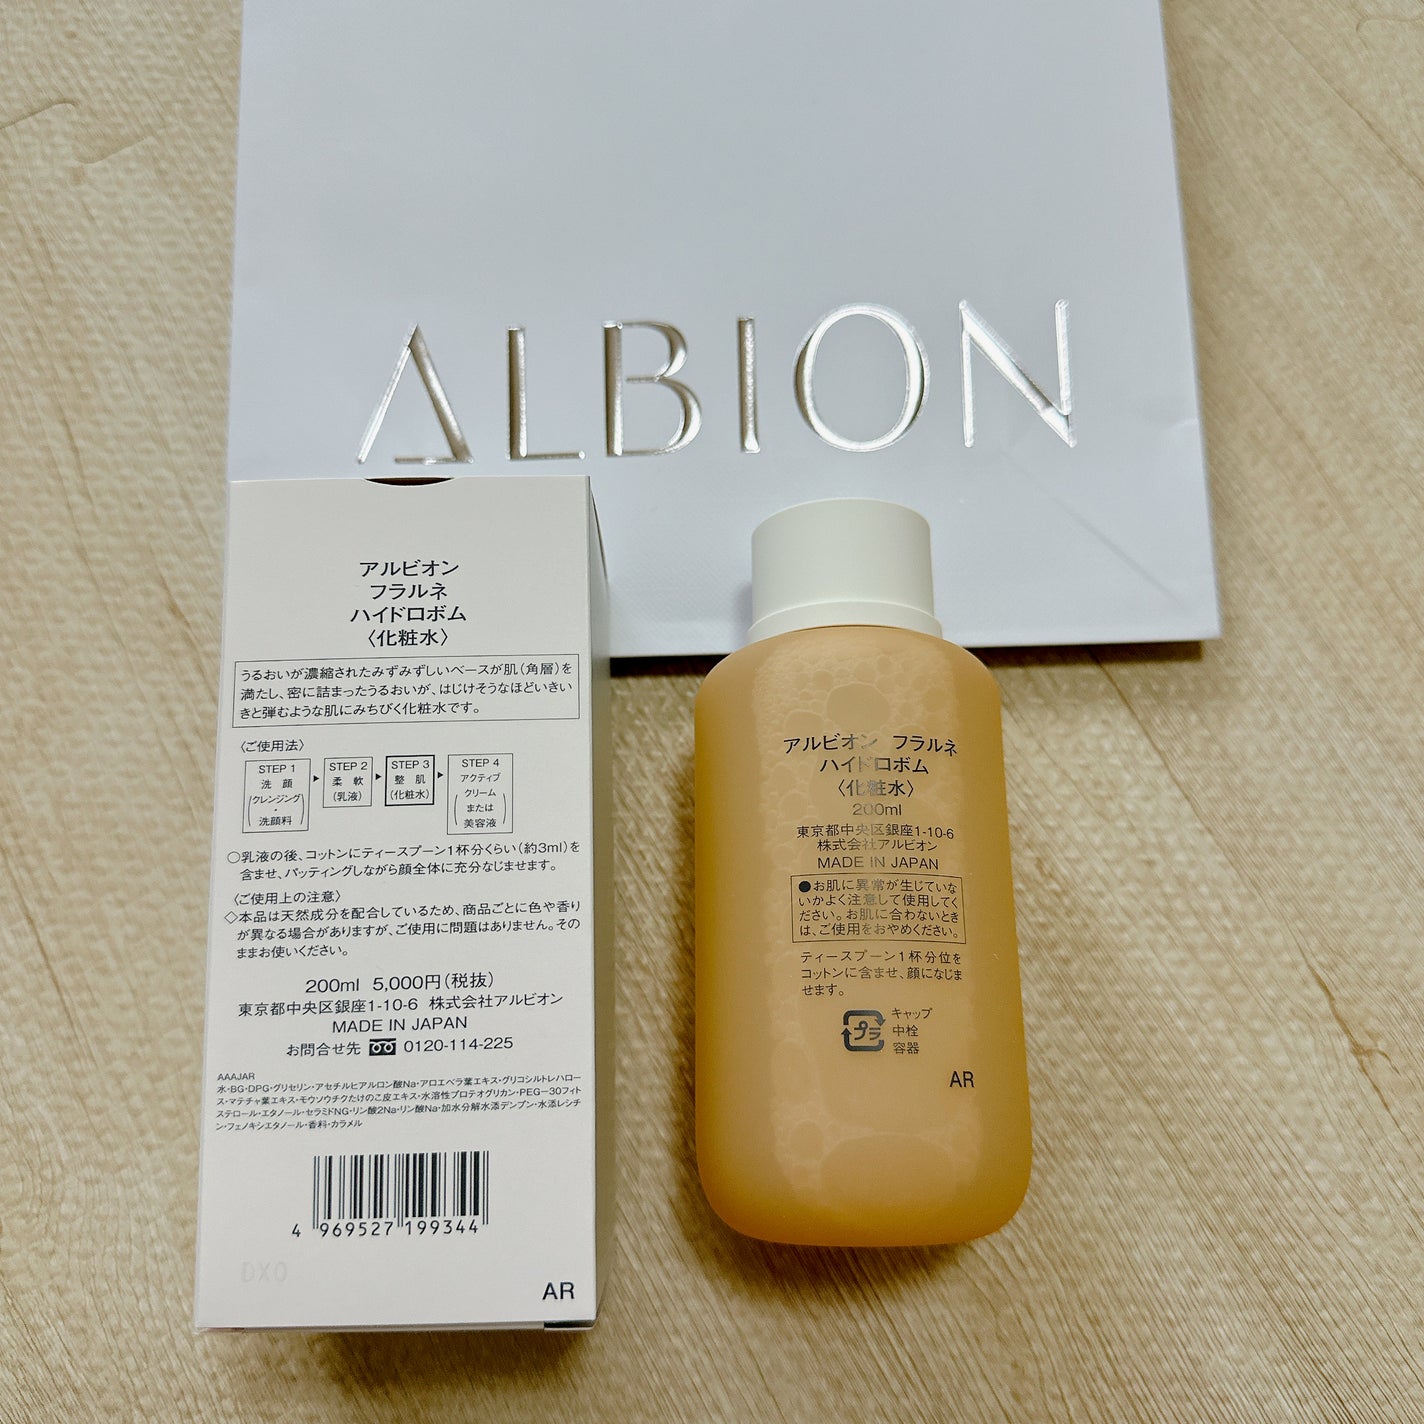 ALBION
アルビオン
フラルネ
ハイドロボム
〈化粧水〉
うるおいが濃縮されたみずみずしいベースが肌(角層)を
満たし、密に詰まったうるおいが、はじけそうなほどいきい
きと弾むような肌にみちびく化粧水です。
〈ご使用法〉
STEP 1
洗 顔
(クレンジング
・
洗顔料)
▶
STEP 2
柔 軟
(乳液)
▶
STEP 3
整 肌
(化粧水)
▶
STEP 4
アクティブ
クリーム
または
美容液
○乳液の後、コットンにティースプーン1杯分くらい(約3ml)を
含ませ、パッティングしながら顔全体に充分なじませます。
〈ご使用上の注意〉
◇本品は天然成分を配合しているため、商品ごとに色や香り
が異なる場合がありますが、ご使用に問題はありません。その
ままお使いください。
200ml 5,000円(税抜)
東京都中央区銀座1-10-6 株式会社アルビオン
MADE IN JAPAN
お問合せ先 0120-114-225
AAAJAR
水・BG・DPG・グリセリン・アセチルヒアルロン酸Na・アロエベラ葉エキス・グリコシルトレハロー
ス・マテチャ葉エキス・モウソウチクたけのこ皮エキス・水溶性プロテオグリカン・PEG－30フィト
ステロール・エタノール・セラミドNG・リン酸2Na・リン酸Na・加水分解水添デンプン・水添レシチ
ン・フェノキシエタノール・香料・カラメル
4 969527 199344
DXO
AR
アルビオン フラルネ
ハイドロボム
〈化粧水〉
200ml
東京都中央区銀座1-10-6
株式会社アルビオン
MADE IN JAPAN
●お肌に異常が生じていな
いかよく注意して使用してく
ださい。お肌に合わないとき
は、ご使用をおやめください。
ティースプーン1杯分位を
コットンに含ませ、顔になじま
せます。
プラ
キャップ
中栓
容器
AR